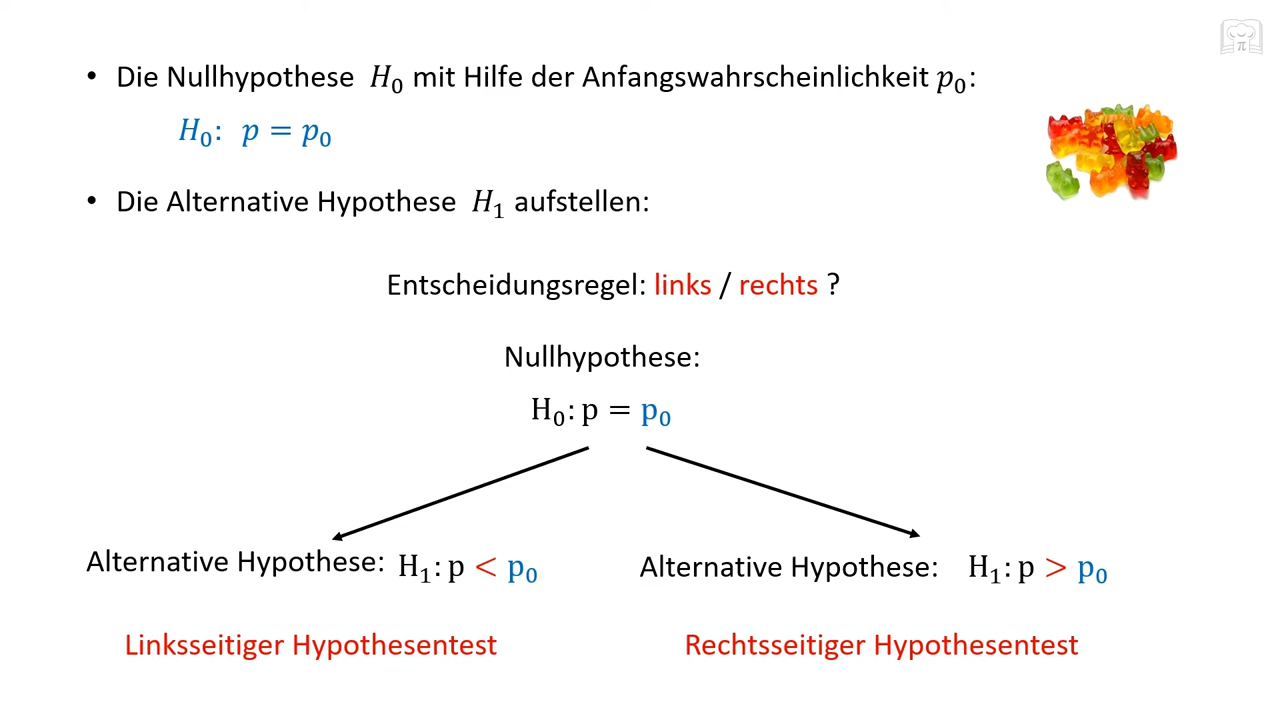 • Die Nullhypothese H₀ mit Hilfe der Anfangswahrscheinlichkeit p₀:
H₀: p = p₀
• Die Alternative Hypothese H₁ aufstellen:
Entscheidungsregel: links / rechts ?
Nullhypothese:
H₀: p = p₀
Alternative Hypothese: H₁: p < p₀
Alternative Hypothese: H₁: p > p₀
Linksseitiger Hypothesentest
Rechtsseitiger Hypothesentest
π